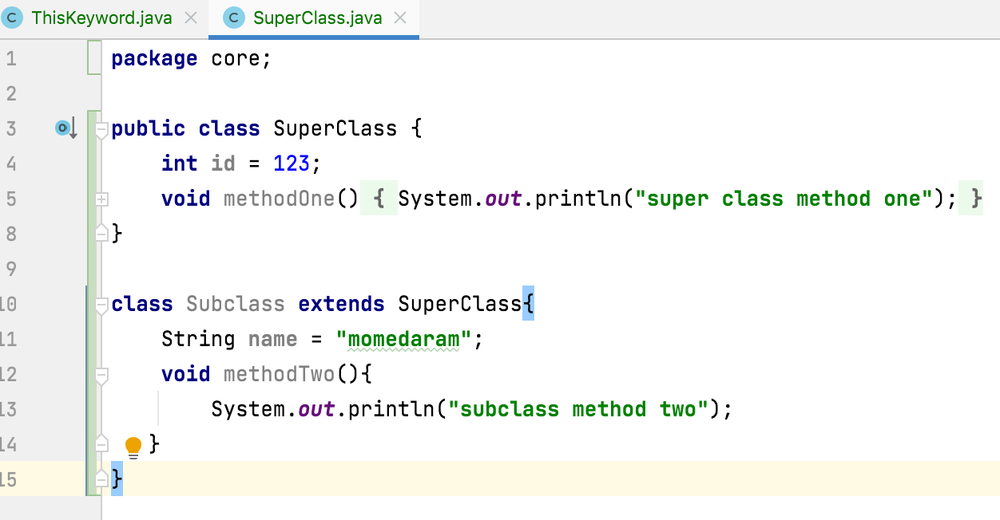 ThisKeyword.java SuperClass.java
1 package core;
2
3 public class SuperClass {
4 int id = 123;
5 void methodOne() { System.out.println("super class method one"); }
8 }
9
10 class Subclass extends SuperClass{
11 String name = "momedaram";
12 void methodTwo(){
13 System.out.println("subclass method two");
14 }
15 }